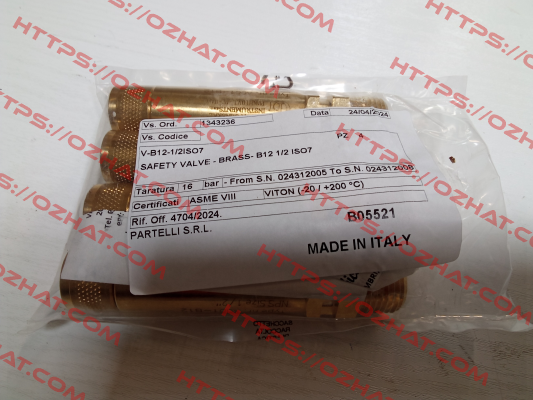 HTTPS://OZHAT.COM
INSTRUMENTS
Vs. Ord. 1343236 Data 24/04/2024
Vs. Codice
V-B12-1/2ISO7 PZ 4
SAFETY VALVE - BRASS- B12 1/2 ISO7
Taratura 16 bar - From S.N. 024312005 To S.N. 024312008
Certificati ASME VIII VITON (-20 / +200 °C)
Rif. Off. 4704/2024. B05521
PARTELLI S.R.L.
MADE IN ITALY